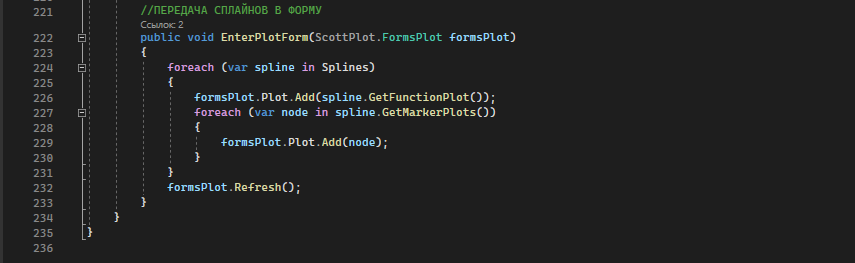 221 //ПЕРЕДАЧА СПЛАЙНОВ В ФОРМУ
Ссылок: 2
222 public void EnterPlotForm(ScottPlot.FormsPlot formsPlot)
223 {
224 foreach (var spline in Splines)
225 {
226 formsPlot.Plot.Add(spline.GetFunctionPlot());
227 foreach (var node in spline.GetMarkerPlots())
228 {
229 formsPlot.Plot.Add(node);
230 }
231 }
232 formsPlot.Refresh();
233 }
234 }
235 }
236